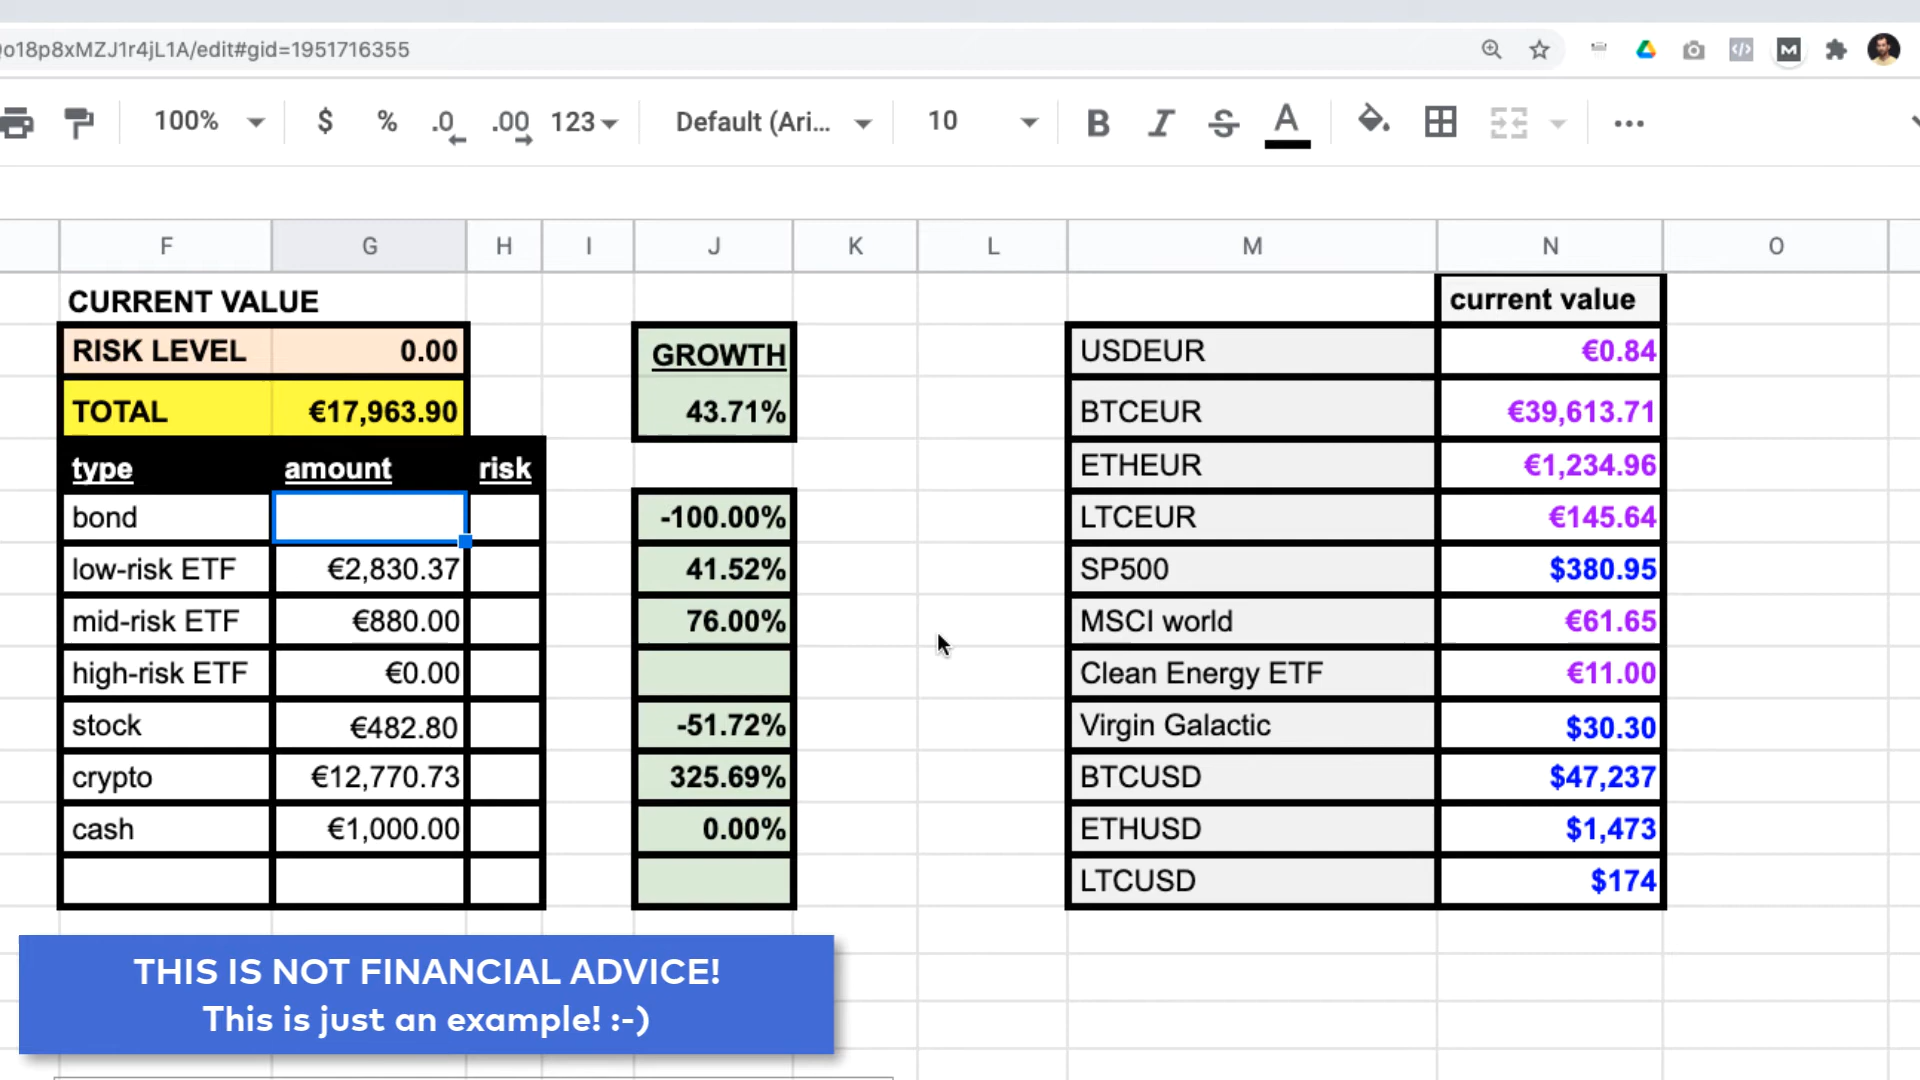 o18p8xMZJ1r4jL1A/edit#gid=1951716355
100% $ % .0 .00 123 Default (Ari... 10 B I S A
F G H I J K L M N O
CURRENT VALUE current value
RISK LEVEL 0.00 GROWTH USDEUR €0.84
TOTAL €17,963.90 43.71% BTCEUR €39,613.71
type amount risk ETHEUR €1,234.96
bond -100.00% LTCEUR €145.64
low-risk ETF €2,830.37 41.52% SP500 $380.95
mid-risk ETF €880.00 76.00% MSCI world €61.65
high-risk ETF €0.00 Clean Energy ETF €11.00
stock €482.80 -51.72% Virgin Galactic $30.30
crypto €12,770.73 325.69% BTCUSD $47,237
cash €1,000.00 0.00% ETHUSD $1,473
LTCUSD $174
THIS IS NOT FINANCIAL ADVICE!
This is just an example! :-)